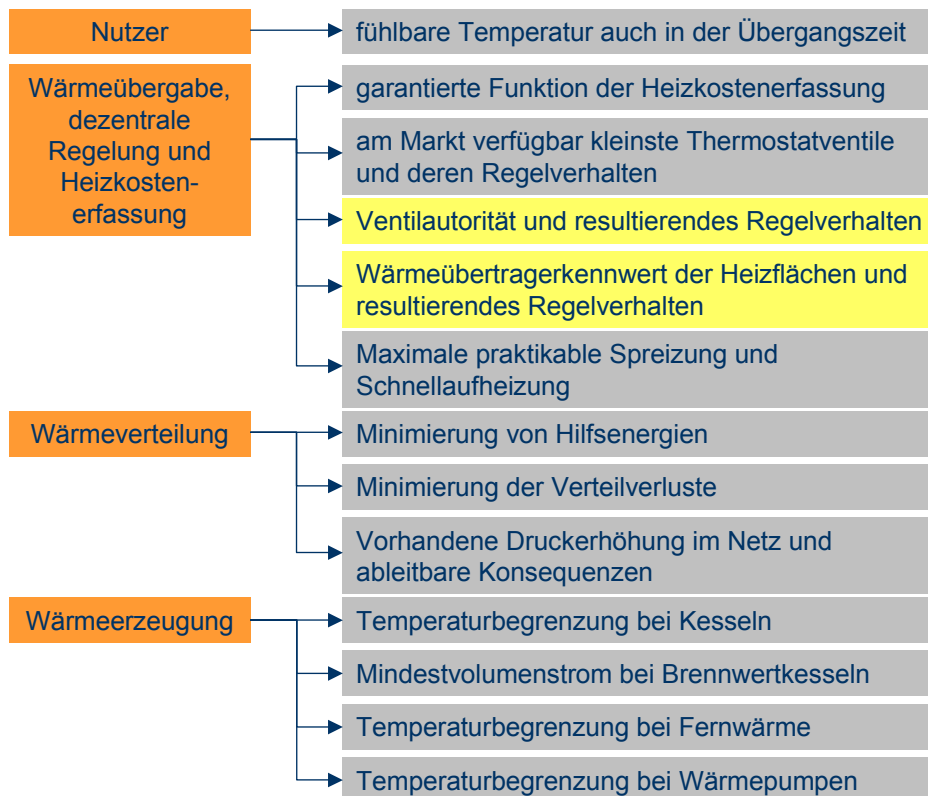 Nutzer
fühlbare Temperatur auch in der Übergangszeit
Wärmeübergabe,
dezentrale
Regelung und
Heizkosten-
erfassung
garantierte Funktion der Heizkostenerfassung
am Markt verfügbar kleinste Thermostatventile
und deren Regelverhalten
Ventilautorität und resultierendes Regelverhalten
Wärmeübertragerkennwert der Heizflächen und
resultierendes Regelverhalten
Maximale praktikable Spreizung und
Schnellaufheizung
Wärmeverteilung
Minimierung von Hilfsenergien
Minimierung der Verteilverluste
Vorhandene Druckerhöhung im Netz und
ableitbare Konsequenzen
Wärmeerzeugung
Temperaturbegrenzung bei Kesseln
Mindestvolumenstrom bei Brennwertkesseln
Temperaturbegrenzung bei Fernwärme
Temperaturbegrenzung bei Wärmepumpen